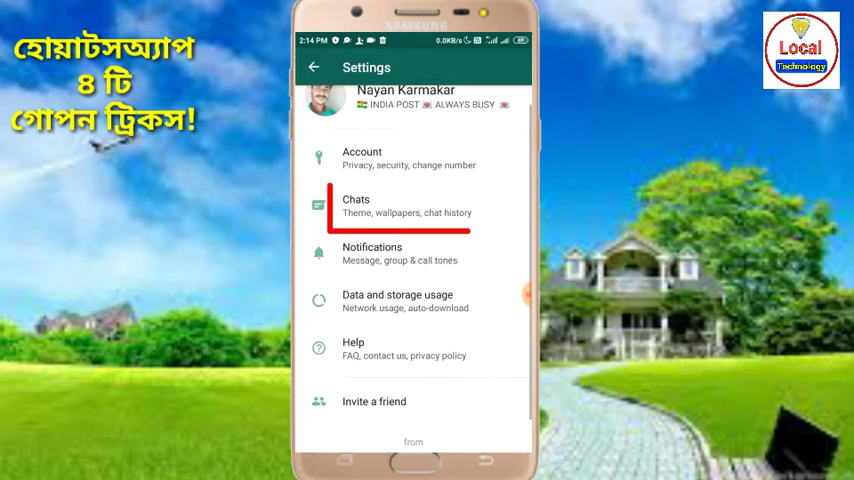 হোয়াটসঅ্যাপ
৪ টি
গোপন ট্রিকস!
Local
Technology
SAMSUNG
2:14 PM
0.0KB/s
69
Settings
Nayan Karmakar
🇮🇳 INDIA POST 💌 ALWAYS BUSY 💌
Account
Privacy, security, change number
Chats
Theme, wallpapers, chat history
Notifications
Message, group & call tones
Data and storage usage
Network usage, auto-download
Help
FAQ, contact us, privacy policy
Invite a friend
from